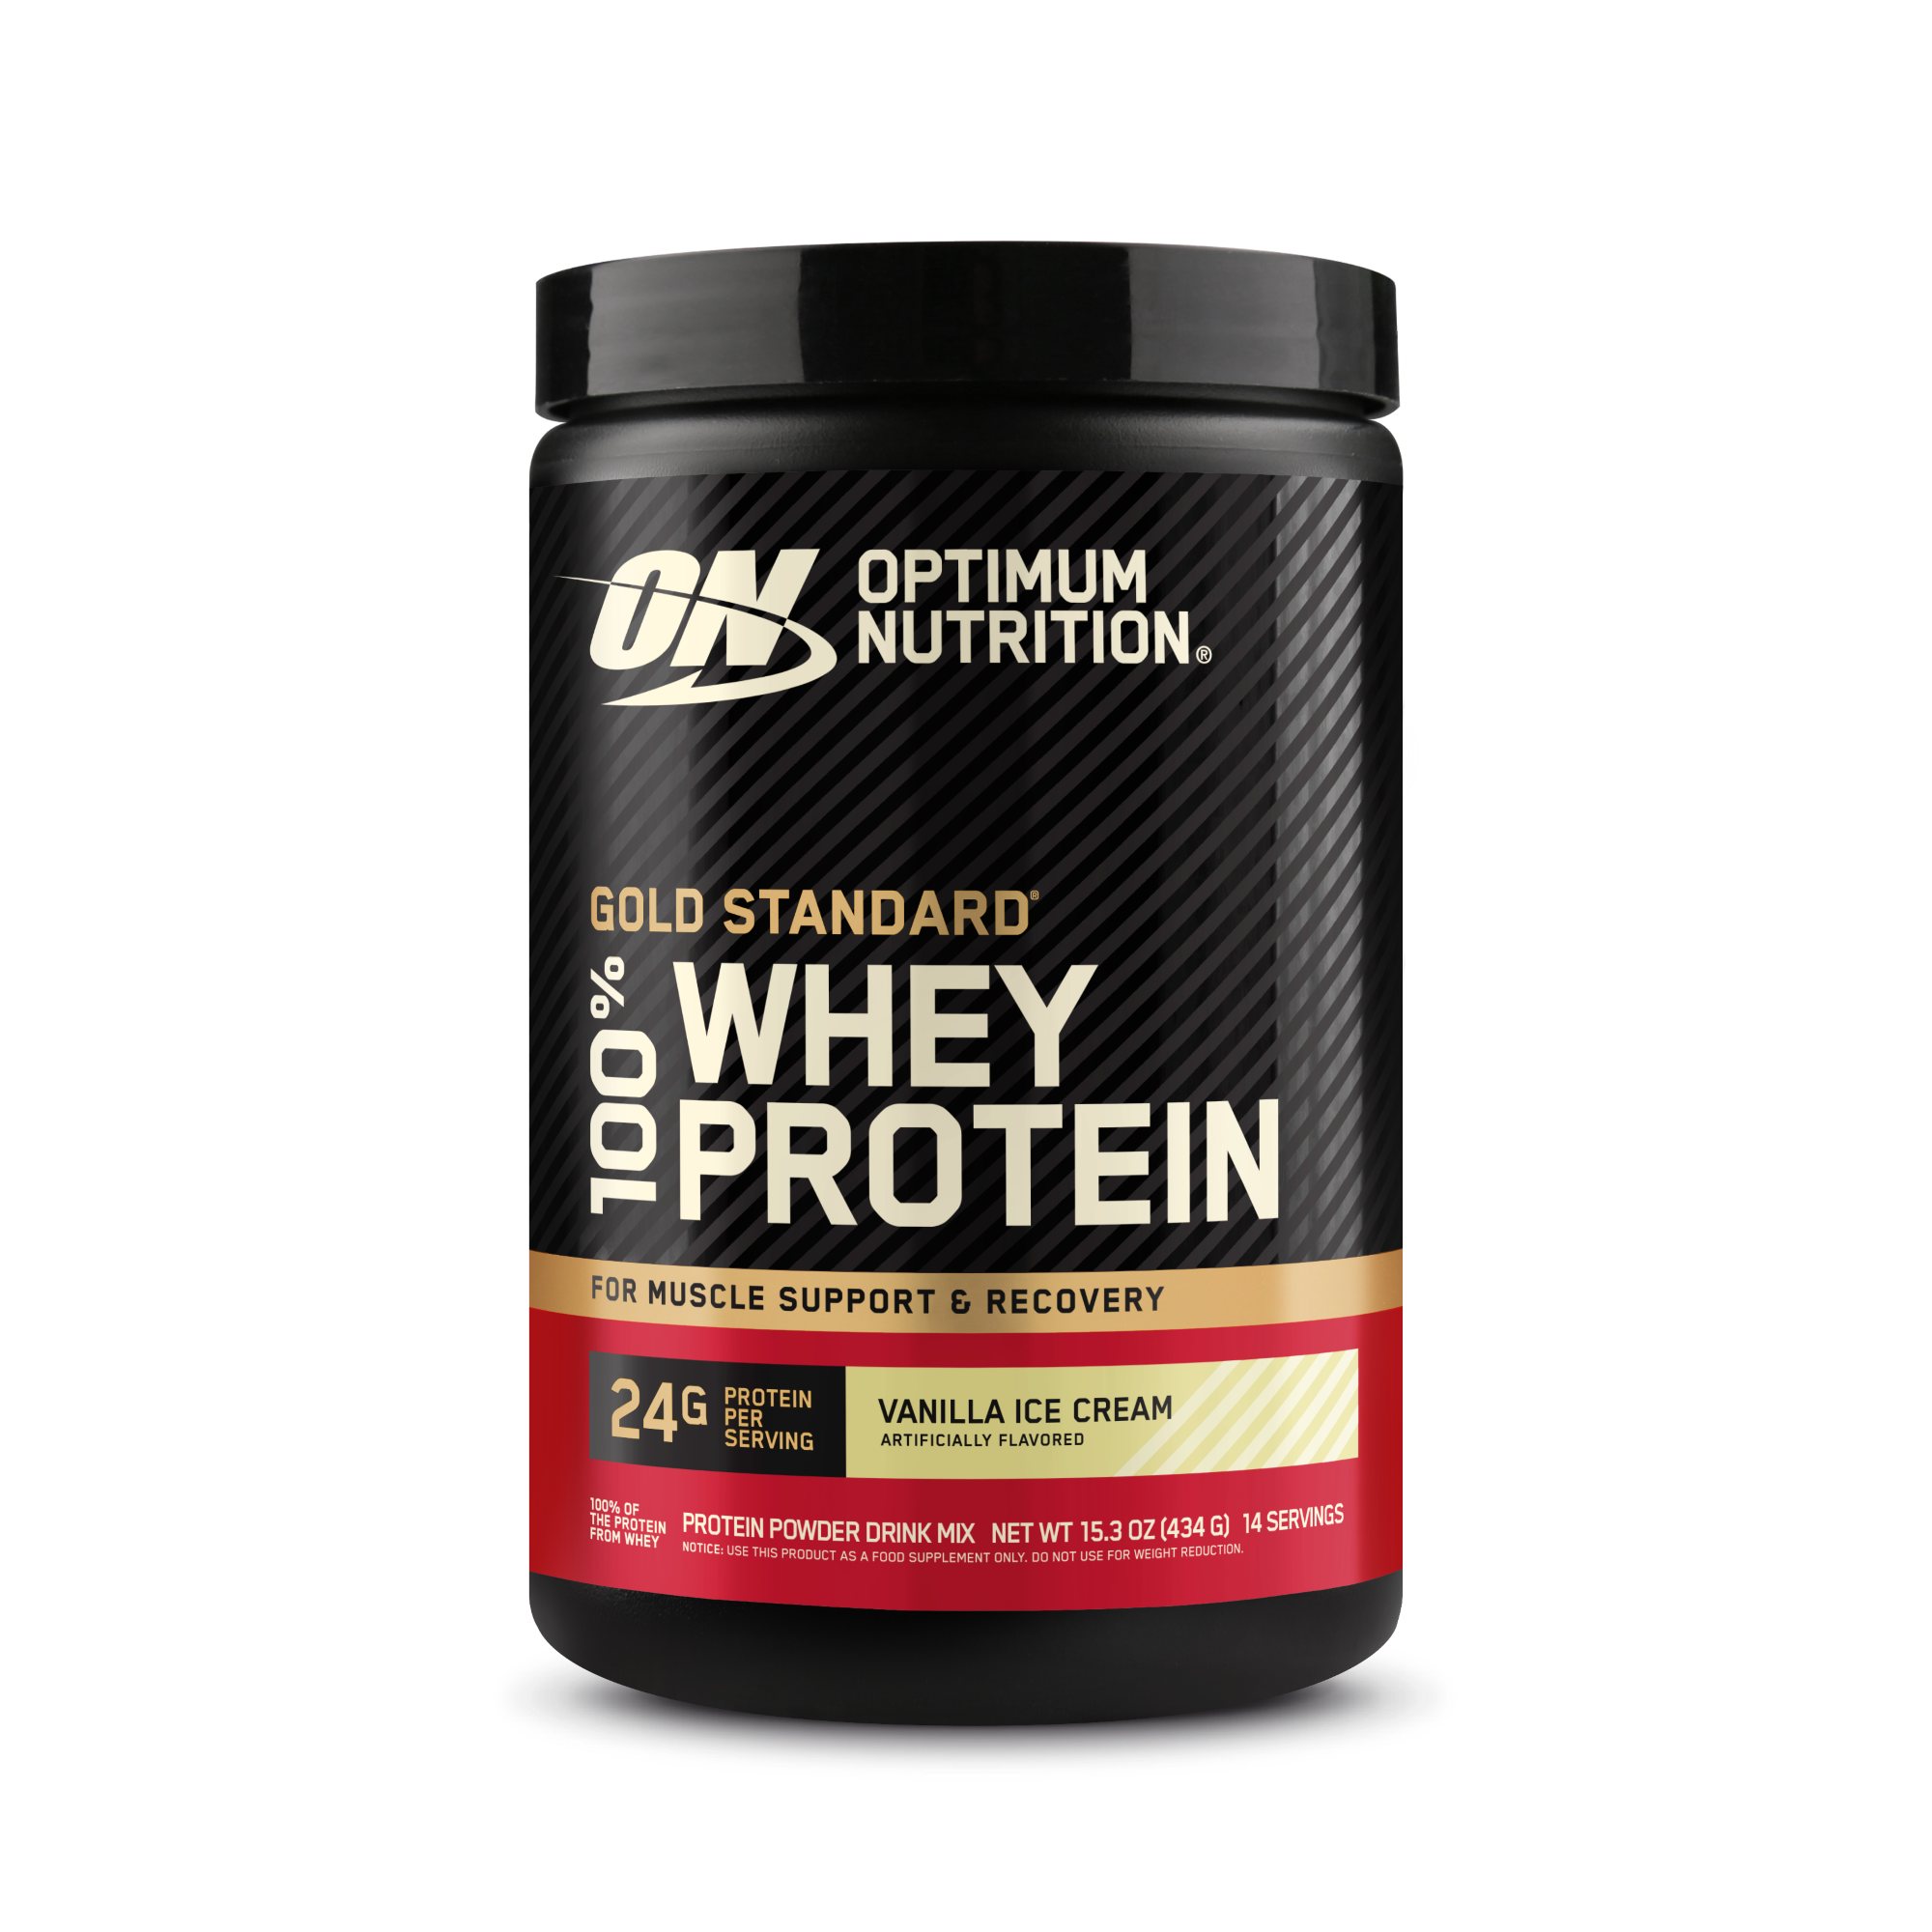 ON
OPTIMUM
NUTRITION®
GOLD STANDARD®
100%
WHEY
PROTEIN
FOR MUSCLE SUPPORT & RECOVERY
24G
PROTEIN
PER
SERVING
VANILLA ICE CREAM
ARTIFICIALLY FLAVORED
100% OF
THE PROTEIN
FROM WHEY
PROTEIN POWDER DRINK MIX NET WT 15.3 OZ (434 G) 14 SERVINGS
NOTICE: USE THIS PRODUCT AS A FOOD SUPPLEMENT ONLY. DO NOT USE FOR WEIGHT REDUCTION.